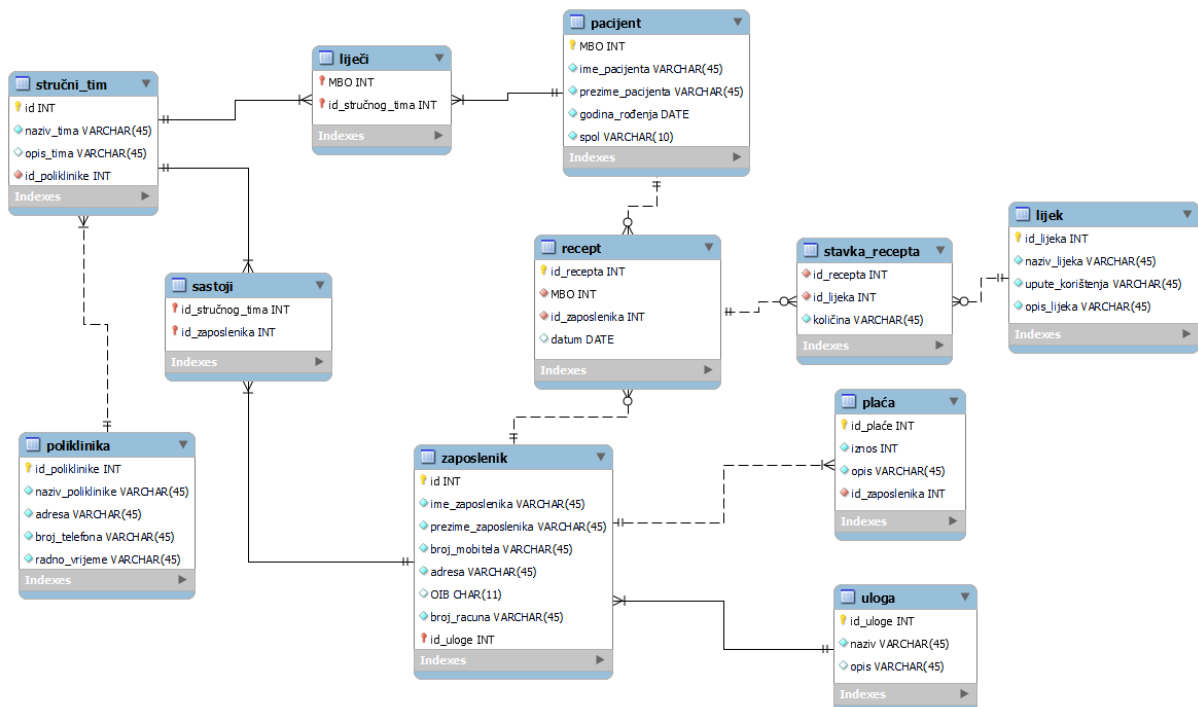 pacijent
MBO INT
ime_pacijenta VARCHAR(45)
prezime_pacijenta VARCHAR(45)
godina_rođenja DATE
spol VARCHAR(10)
Indexes
liječi
MBO INT
id_stručnog_tima INT
Indexes
stručni_tim
id INT
naziv_tima VARCHAR(45)
opis_tima VARCHAR(45)
id_poliklinike INT
Indexes
lijek
id_lijeka INT
naziv_lijeka VARCHAR(45)
upute_korištenja VARCHAR(45)
opis_lijeka VARCHAR(45)
Indexes
recept
id_recepta INT
MBO INT
id_zaposlenika INT
datum DATE
Indexes
stavka_recepta
id_recepta INT
id_lijeka INT
količina VARCHAR(45)
Indexes
sastoji
id_stručnog_tima INT
id_zaposlenika INT
Indexes
plaća
id_plaće INT
iznos INT
opis VARCHAR(45)
id_zaposlenika INT
Indexes
poliklinika
id_poliklinike INT
naziv_poliklinike VARCHAR(45)
adresa VARCHAR(45)
broj_telefona VARCHAR(45)
radno_vrijeme VARCHAR(45)
Indexes
zaposlenik
id INT
ime_zaposlenika VARCHAR(45)
prezime_zaposlenika VARCHAR(45)
broj_mobitela VARCHAR(45)
adresa VARCHAR(45)
OIB CHAR(11)
broj_racuna VARCHAR(45)
id_uloge INT
Indexes
uloga
id_uloge INT
naziv VARCHAR(45)
opis VARCHAR(45)
Indexes